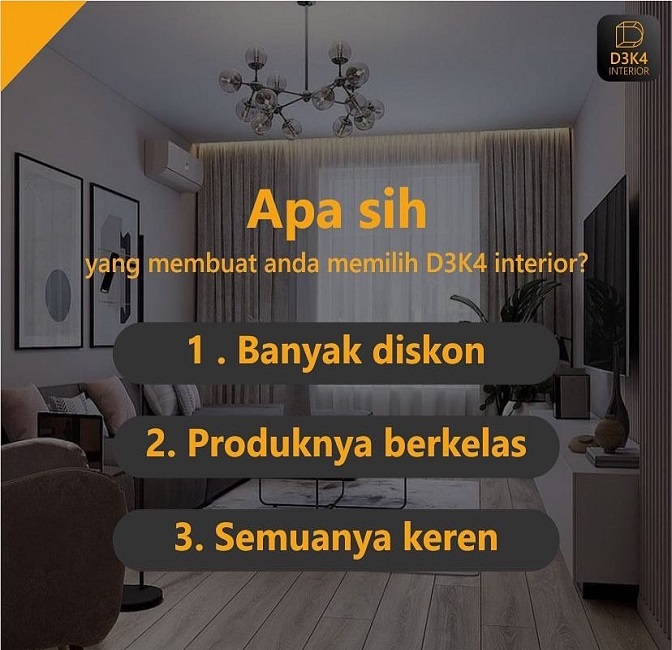 D3K4
INTERIOR
Apa sih
yang membuat anda memilih D3K4 interior?
1 . Banyak diskon
2. Produknya berkelas
3. Semuanya keren